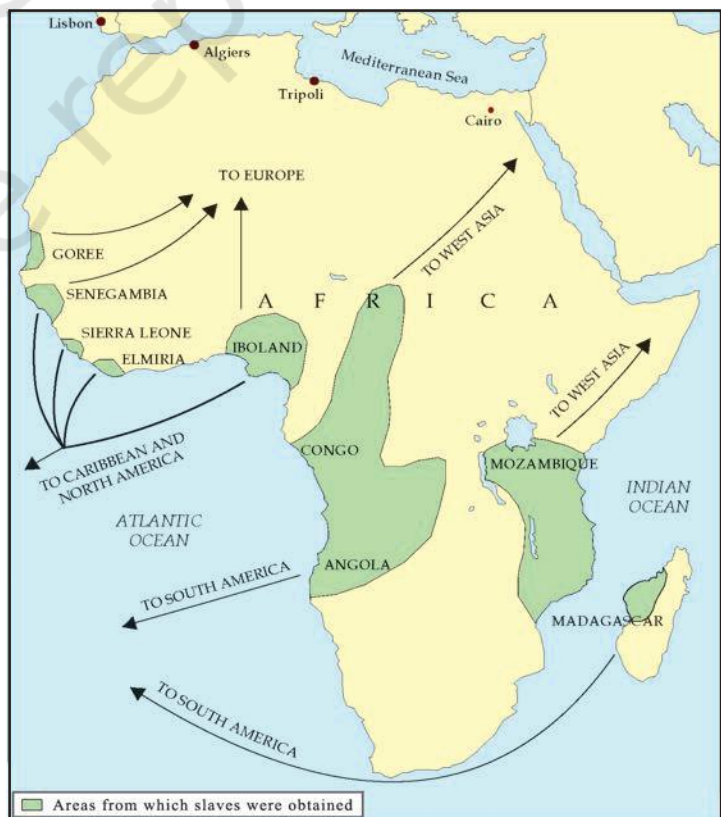 Lisbon
Algiers
Tripoli
Mediterranean Sea
Cairo
TO EUROPE
GOREE
SENEGAMBIA
SIERRA LEONE
ELMIRIA
IBOLAND
A F R I C A
TO WEST ASIA
TO WEST ASIA
CONGO
MOZAMBIQUE
TO CARIBBEAN AND
NORTH AMERICA
INDIAN
OCEAN
ATLANTIC
OCEAN
ANGOLA
TO SOUTH AMERICA
MADAGASCAR
TO SOUTH
AMERICA
Areas from which slaves were obtained